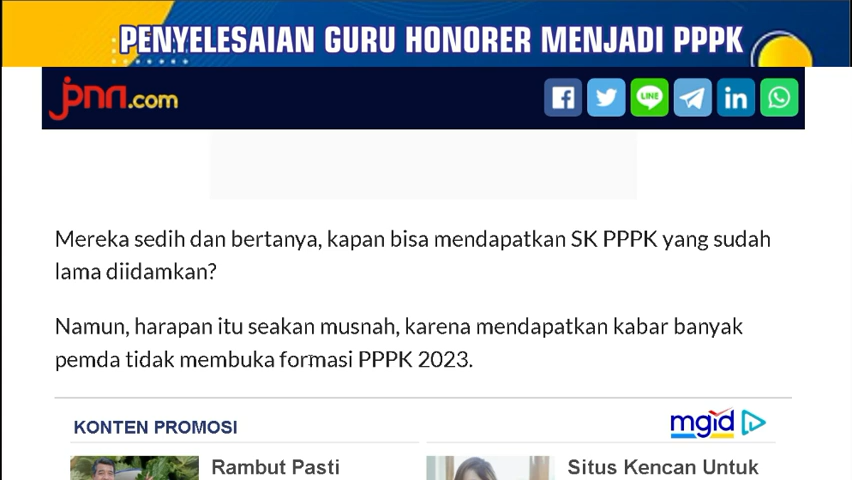 PENYELESAIAN GURU HONORER MENJADI PPPK
jpnn.com
LINE
in
Mereka sedih dan bertanya, kapan bisa mendapatkan SK PPPK yang sudah
lama diidamkan?
Namun, harapan itu seakan musnah, karena mendapatkan kabar banyak
pemda tidak membuka formasi PPPK 2023.
KONTEN PROMOSI
mgid
Rambut Pasti
Situs Kencan Untuk